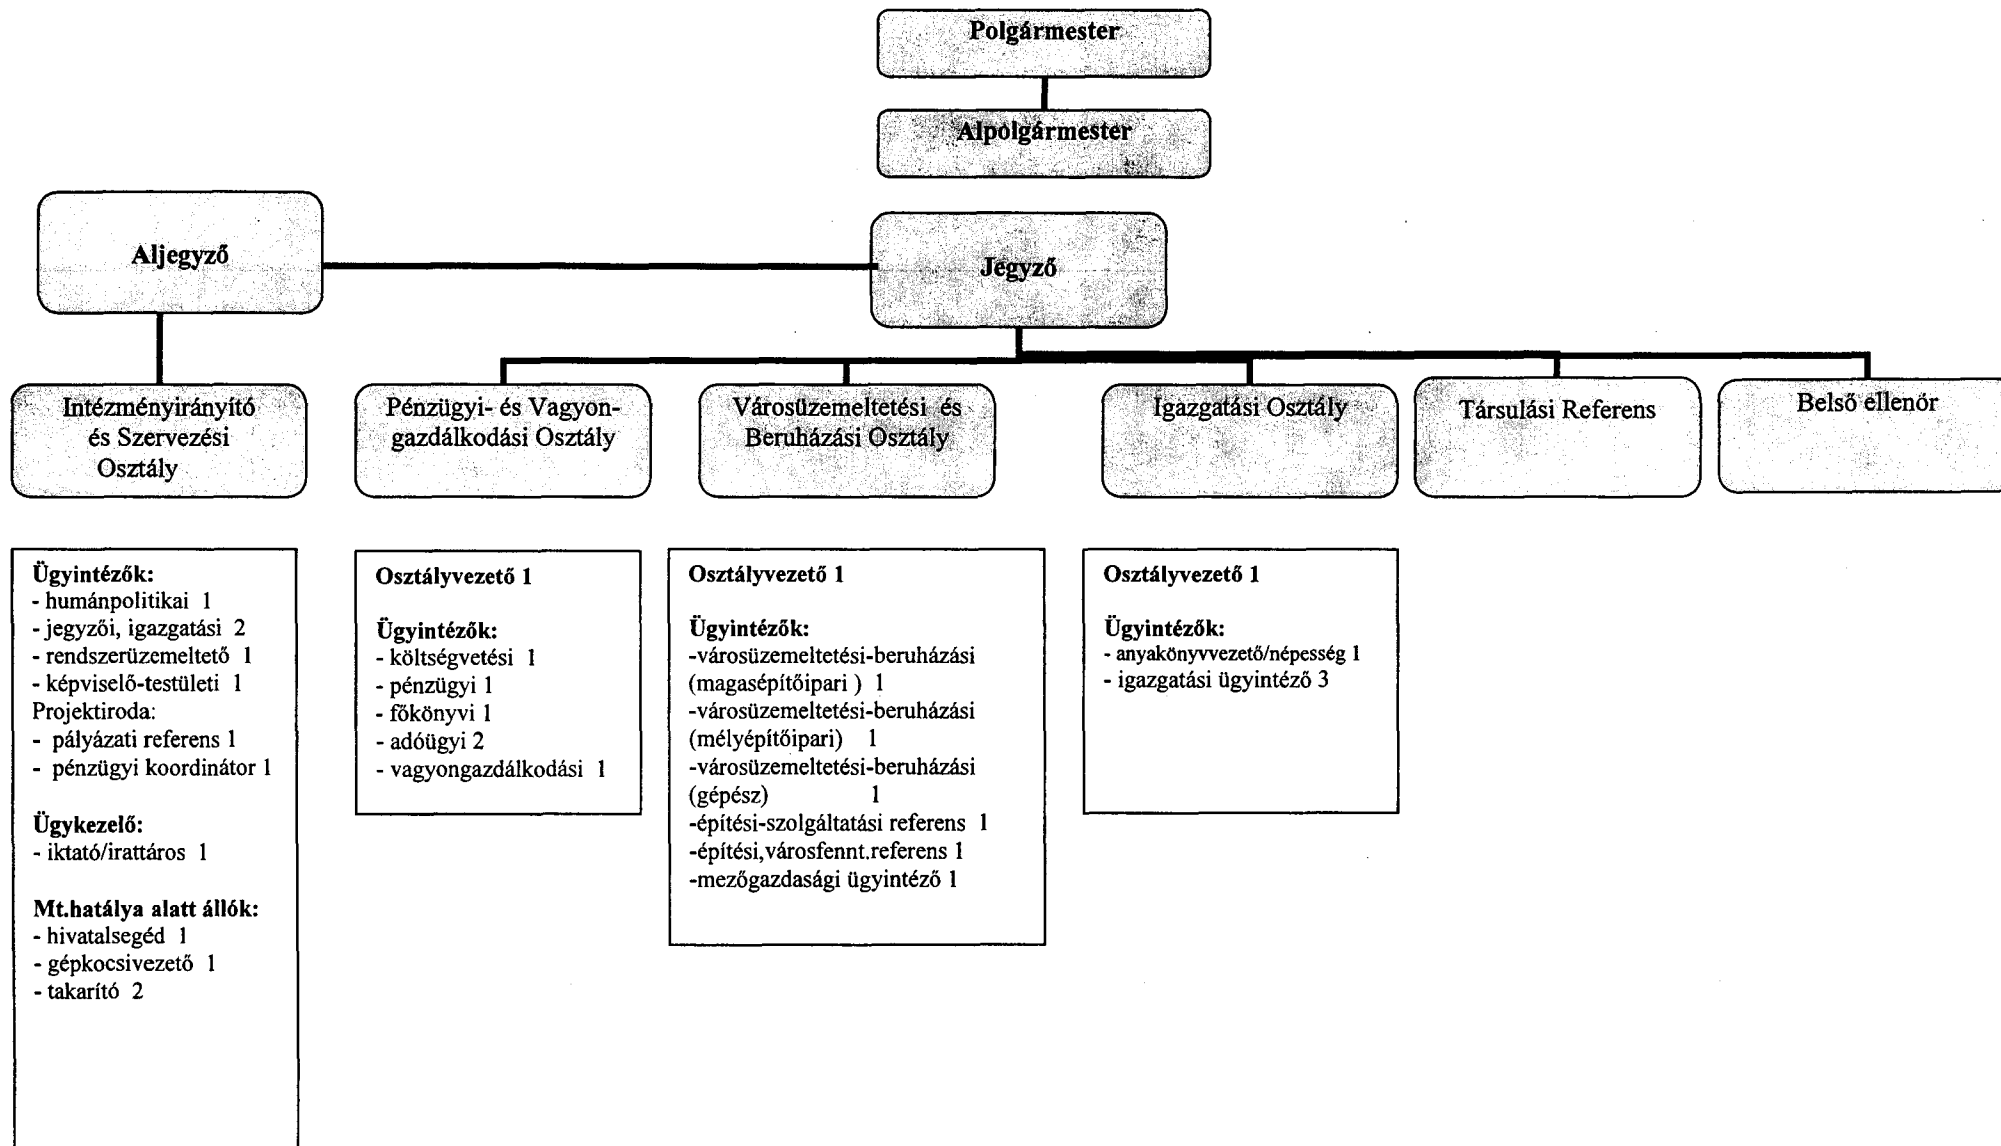 Polgármester
Alpolgármester
Aljegyző
Jegyző
Intézményirányító
és Szervezési
Osztály
Pénzügyi- és Vagyon-
gazdálkodási Osztály
Városüzemeltetési és
Beruházási Osztály
Igazgatási Osztály
Társulási Referens
Belső ellenőr
Ügyintézők:
- humánpolitikai 1
- jegyzői, igazgatási 2
- rendszerüzemeltető 1
- képviselő-testületi 1
Projektiroda:
- pályázati referens 1
- pénzügyi koordinátor 1
Ügykezelő:
- iktató/irattáros 1
Mt.hatálya alatt állók:
- hivatalsegéd 1
- gépkocsivezető 1
- takarító 2
Osztályvezető 1
Ügyintézők:
- költségvetési 1
- pénzügyi 1
- főkönyvi 1
- adóügyi 2
- vagyongazdálkodási 1
Osztályvezető 1
Ügyintézők:
-városüzemeltetési-beruházási
(magasépítőipari ) 1
-városüzemeltetési-beruházási
(mélyépítőipari) 1
-városüzemeltetési-beruházási
(gépész) 1
-építési-szolgáltatási referens 1
-építési,városfennt.referens 1
-mezőgazdasági ügyintéző 1
Osztályvezető 1
Ügyintézők:
- anyakönyvvezető/népesség 1
- igazgatási ügyintéző 3